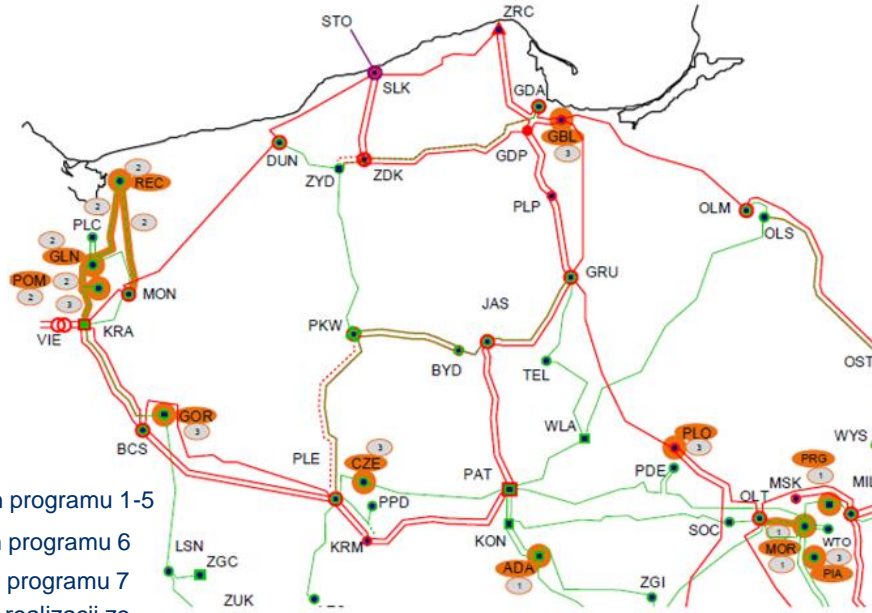 ZRC
STO
SLK
GDA
GBL
3
GDP
DUN
ZYD
ZDK
2
REC
2
2
PLC
PLP
OLM
OLS
2
GLN
POM
2
2
3
MON
GRU
JAS
VIE
KRA
PKW
BYD
TEL
OST
WLA
GOR
3
BCS
PLO
3
WYS
PLE
3
CZE
PAT
PDE
PRG
1
MSK
MIL
PPD
OLT
programu 1-5
KON
SOC
WTO
KRM
1
MOR
1
3
PIA
programu 6
LSN
ZGC
ADA
1
ZGI
programu 7
ZUK
realizacji